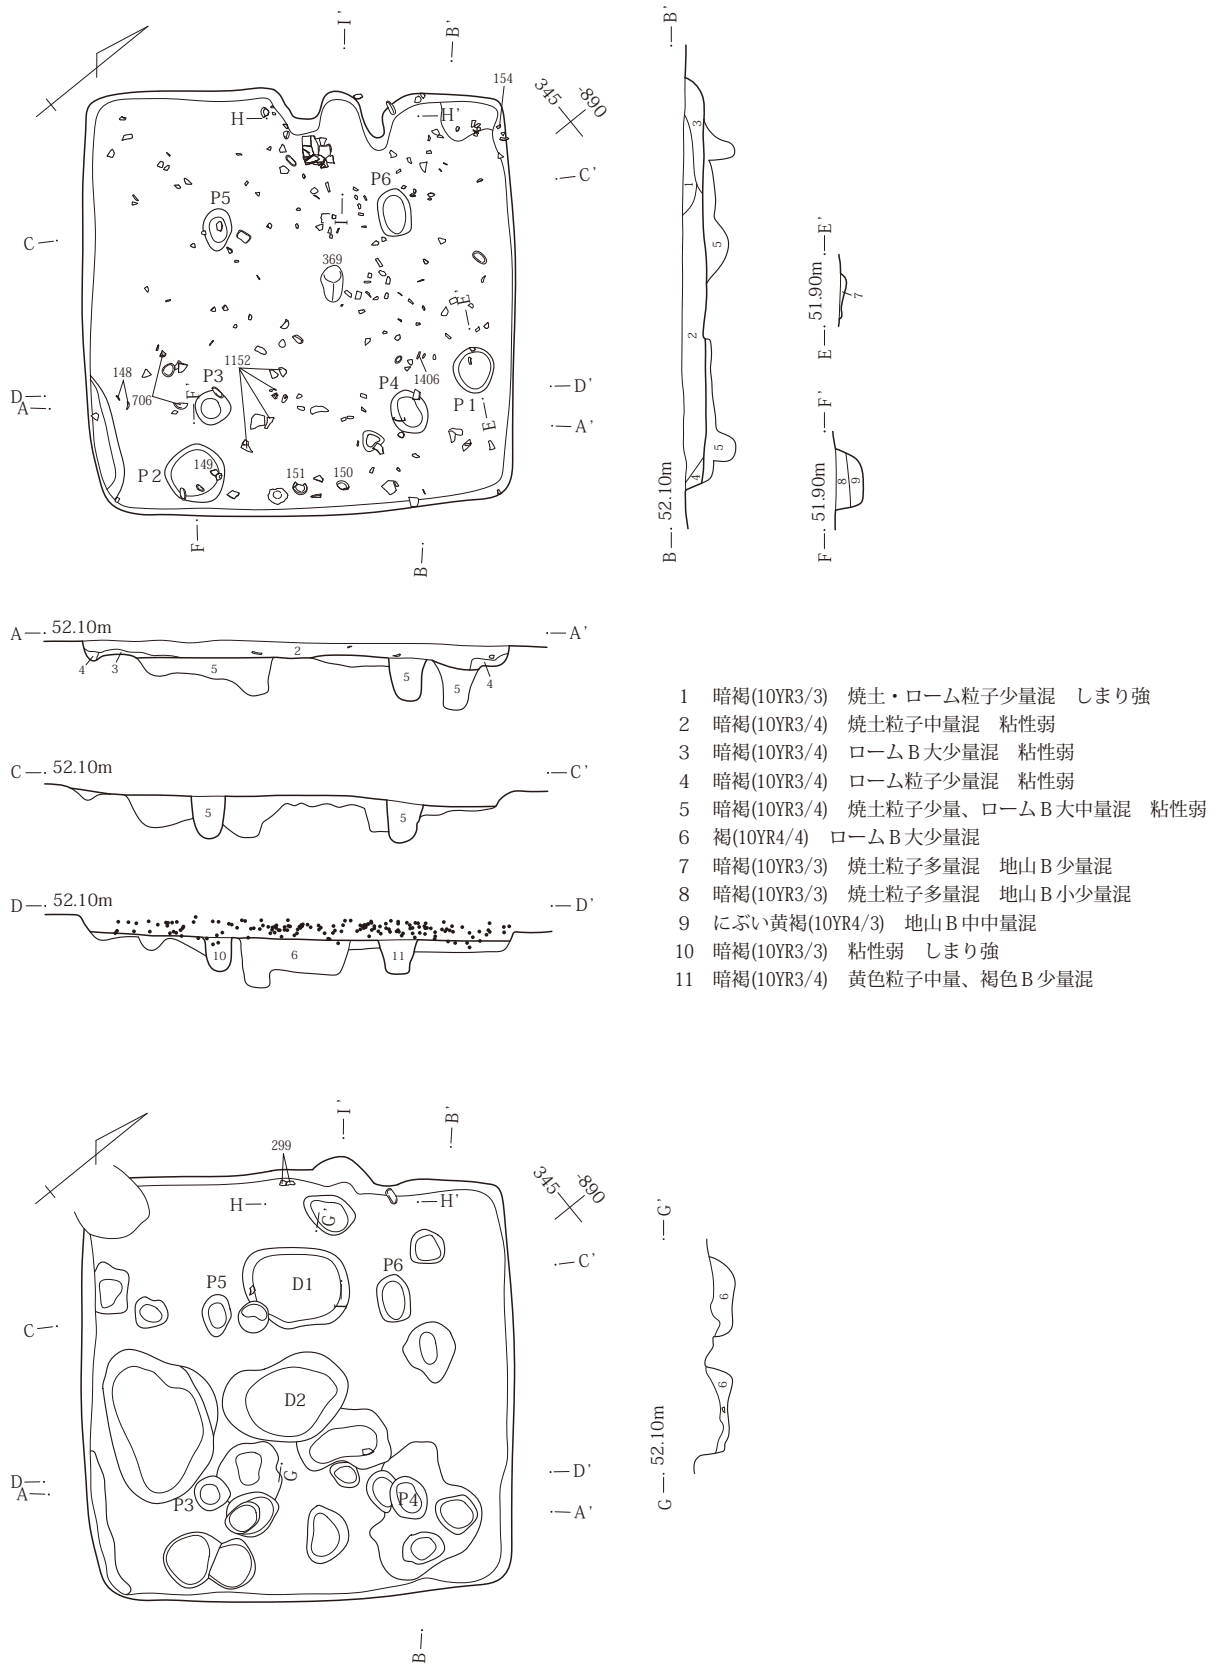 I'
B'
154
345
-890
H
H'
C'
P5
P6
C
I
369
E'
1152
148
706
P3
F'
P4
1406
P1
D
A
D'
A'
E
P2
149
151
150
F
B
B'
3
1
5
2
5
4
B 52.10m
E'
51.90m
7
E
F'
51.90m
8
9
F
A 52.10m A'
4 3 5 2 5 5 4
C 52.10m C'
5 5
D 52.10m D'
10 6 11
1 暗褐(10YR3/3) 焼土・ローム粒子少量混 しまり強
2 暗褐(10YR3/4) 焼土粒子中量混 粘性弱
3 暗褐(10YR3/4) ロームB大少量混 粘性弱
4 暗褐(10YR3/4) ローム粒子少量混 粘性弱
5 暗褐(10YR3/4) 焼土粒子少量、ロームB大中量混 粘性弱
6 褐(10YR4/4) ロームB大少量混
7 暗褐(10YR3/3) 焼土粒子多量混 地山B少量混
8 暗褐(10YR3/3) 焼土粒子多量混 地山B小少量混
9 にぶい黄褐(10YR4/3) 地山B中中量混
10 暗褐(10YR3/3) 粘性弱 しまり強
11 暗褐(10YR3/4) 黄色粒子中量、褐色B少量混
I'
B'
299
345
-890
H
H'
G'
C'
P5
D1
P6
I
C
D2
G
D
A
P3
P4
D'
A'
B
G'
6
6
G 52.10m